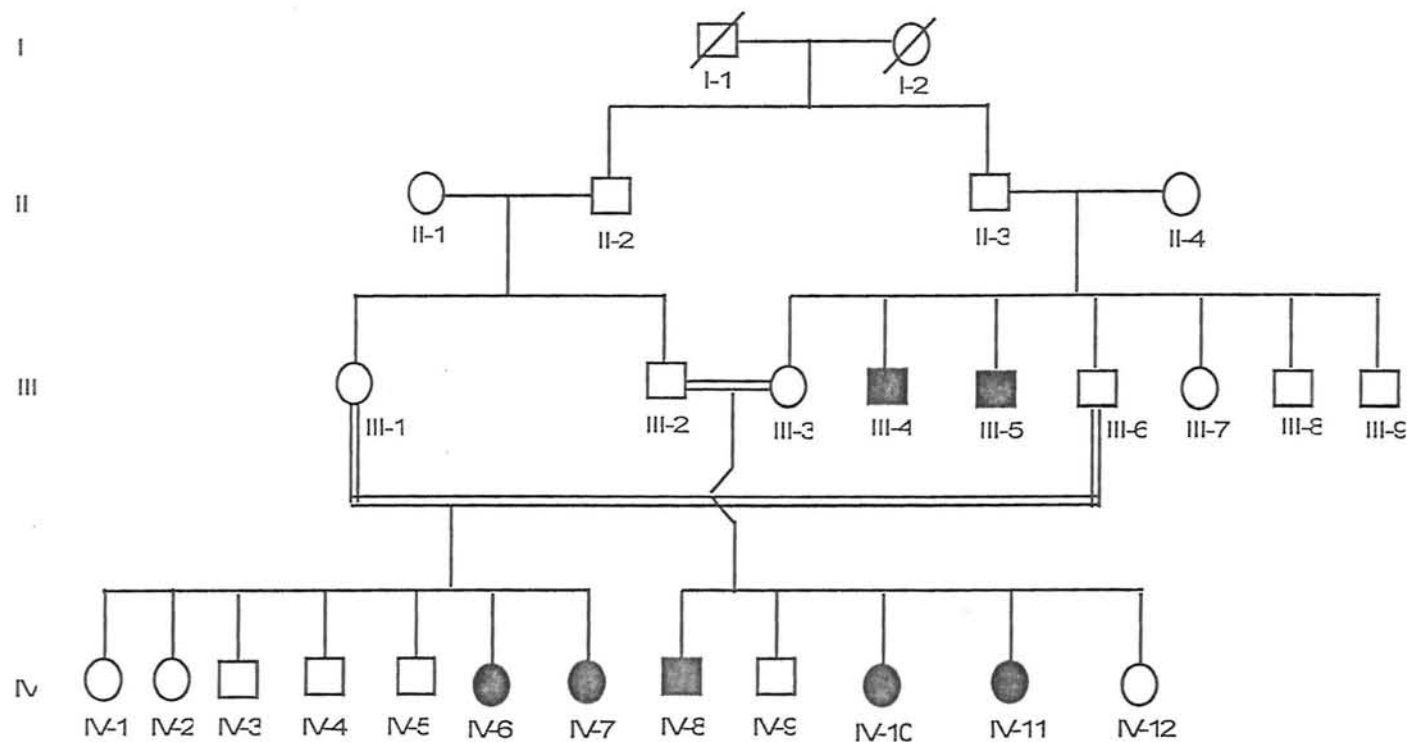 I
I-1 I-2
II
II-1 II-2 II-3 II-4
III
III-1 III-2 III-3 III-4 III-5 III-6 III-7 III-8 III-9
IV
IV-1 IV-2 IV-3 IV-4 IV-5 IV-6 IV-7 IV-8 IV-9 IV-10 IV-11 IV-12